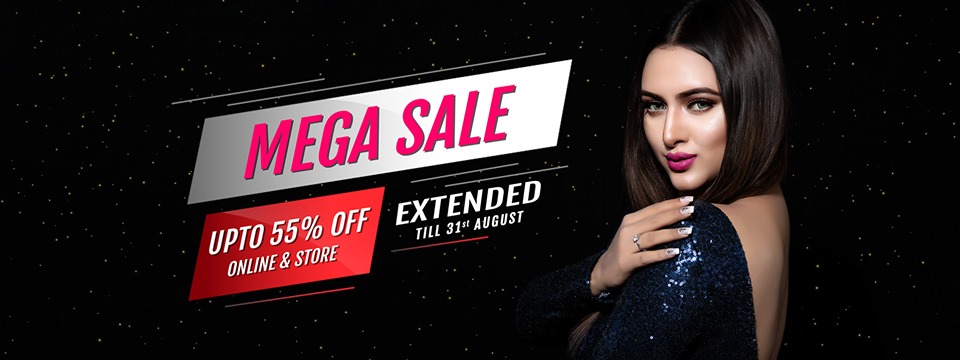 MEGA SALE
UPTO 55% OFF
ONLINE & STORE
EXTENDED
TILL 31st AUGUST